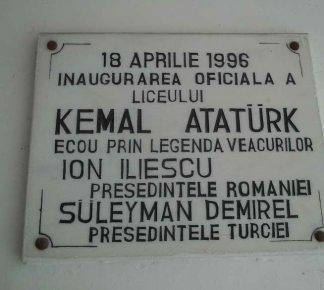 18 APRILIE 1996
INAUGURAREA OFICIALA A
LICEULUI
KEMAL ATATÜRK
ECOU PRIN LEGENDA VEACURILOR
ION ILIESCU
PRESEDINTELE ROMANIEI
SÜLEYMAN DEMIREL
PRESEDINTELE TURCIEI